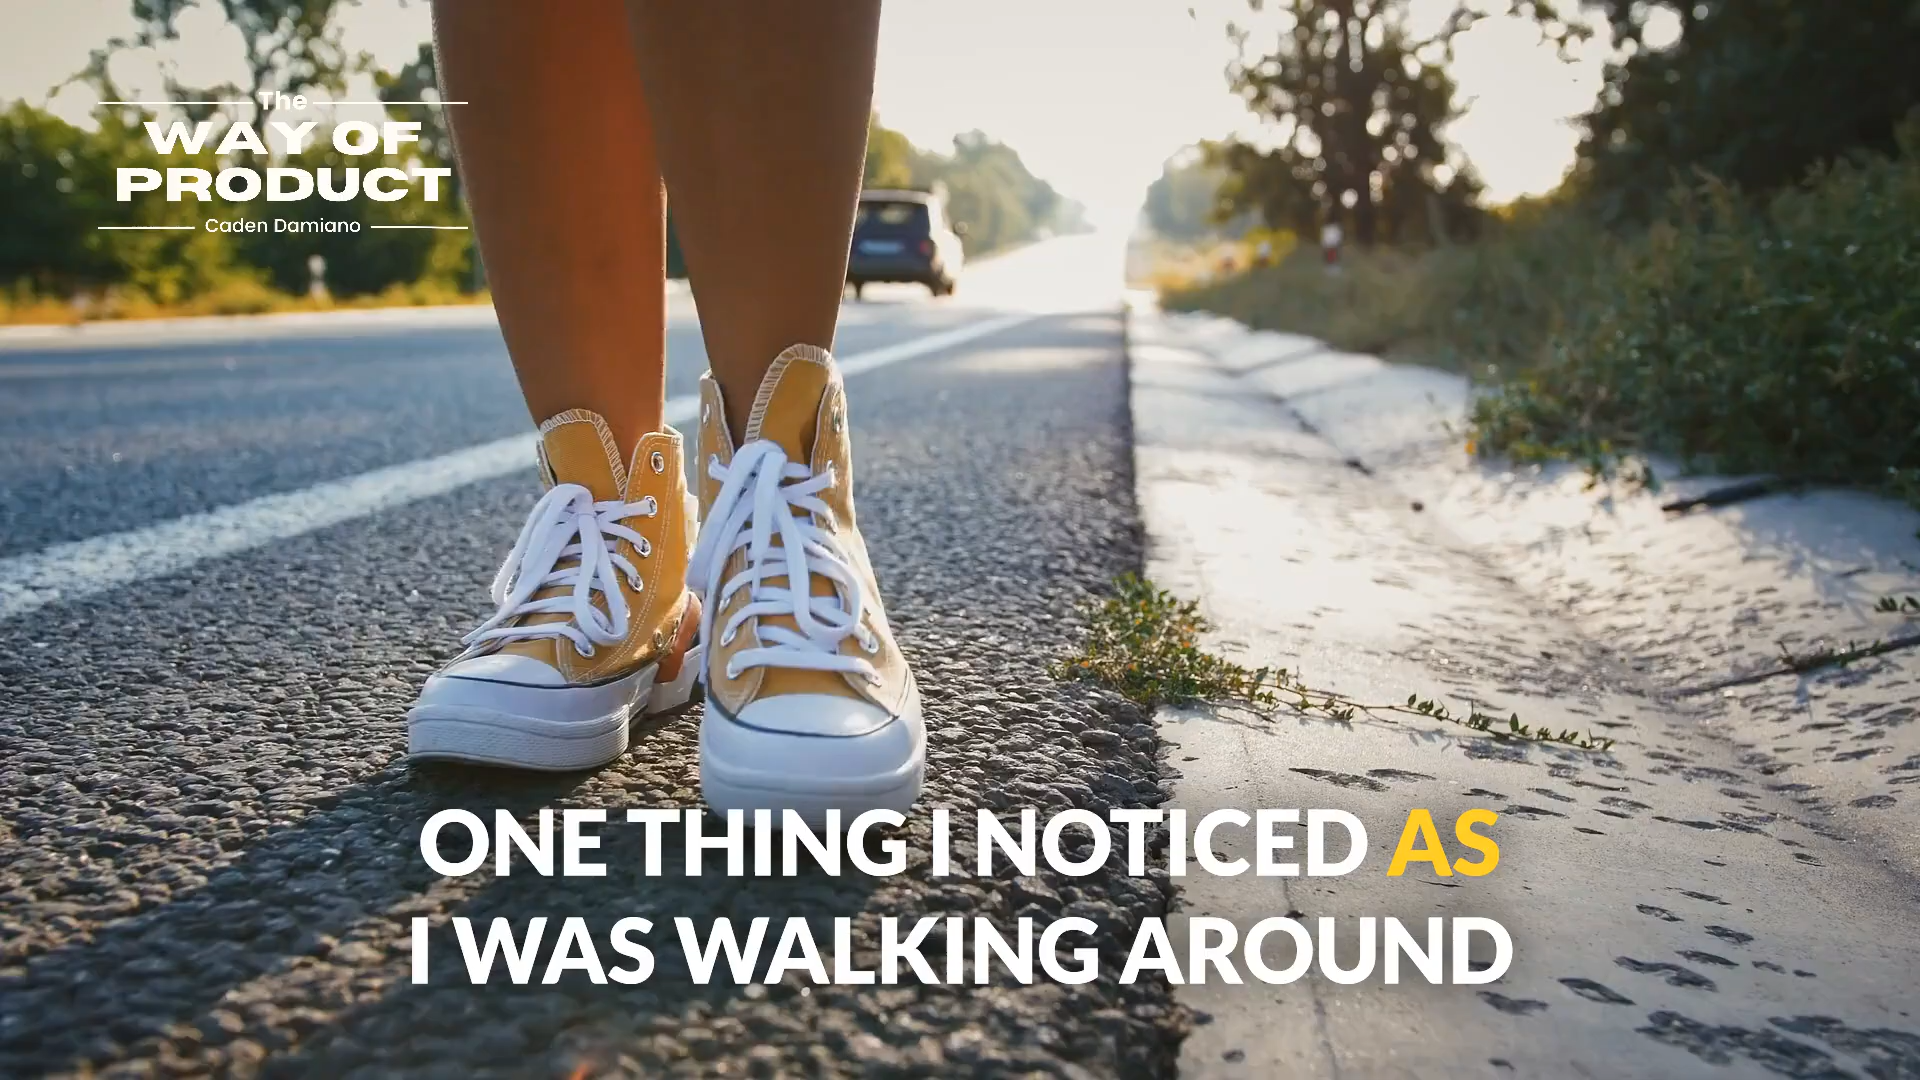 The
WAY OF
PRODUCT
Caden Damiano
ONE THING I NOTICED AS
I WAS WALKING AROUND